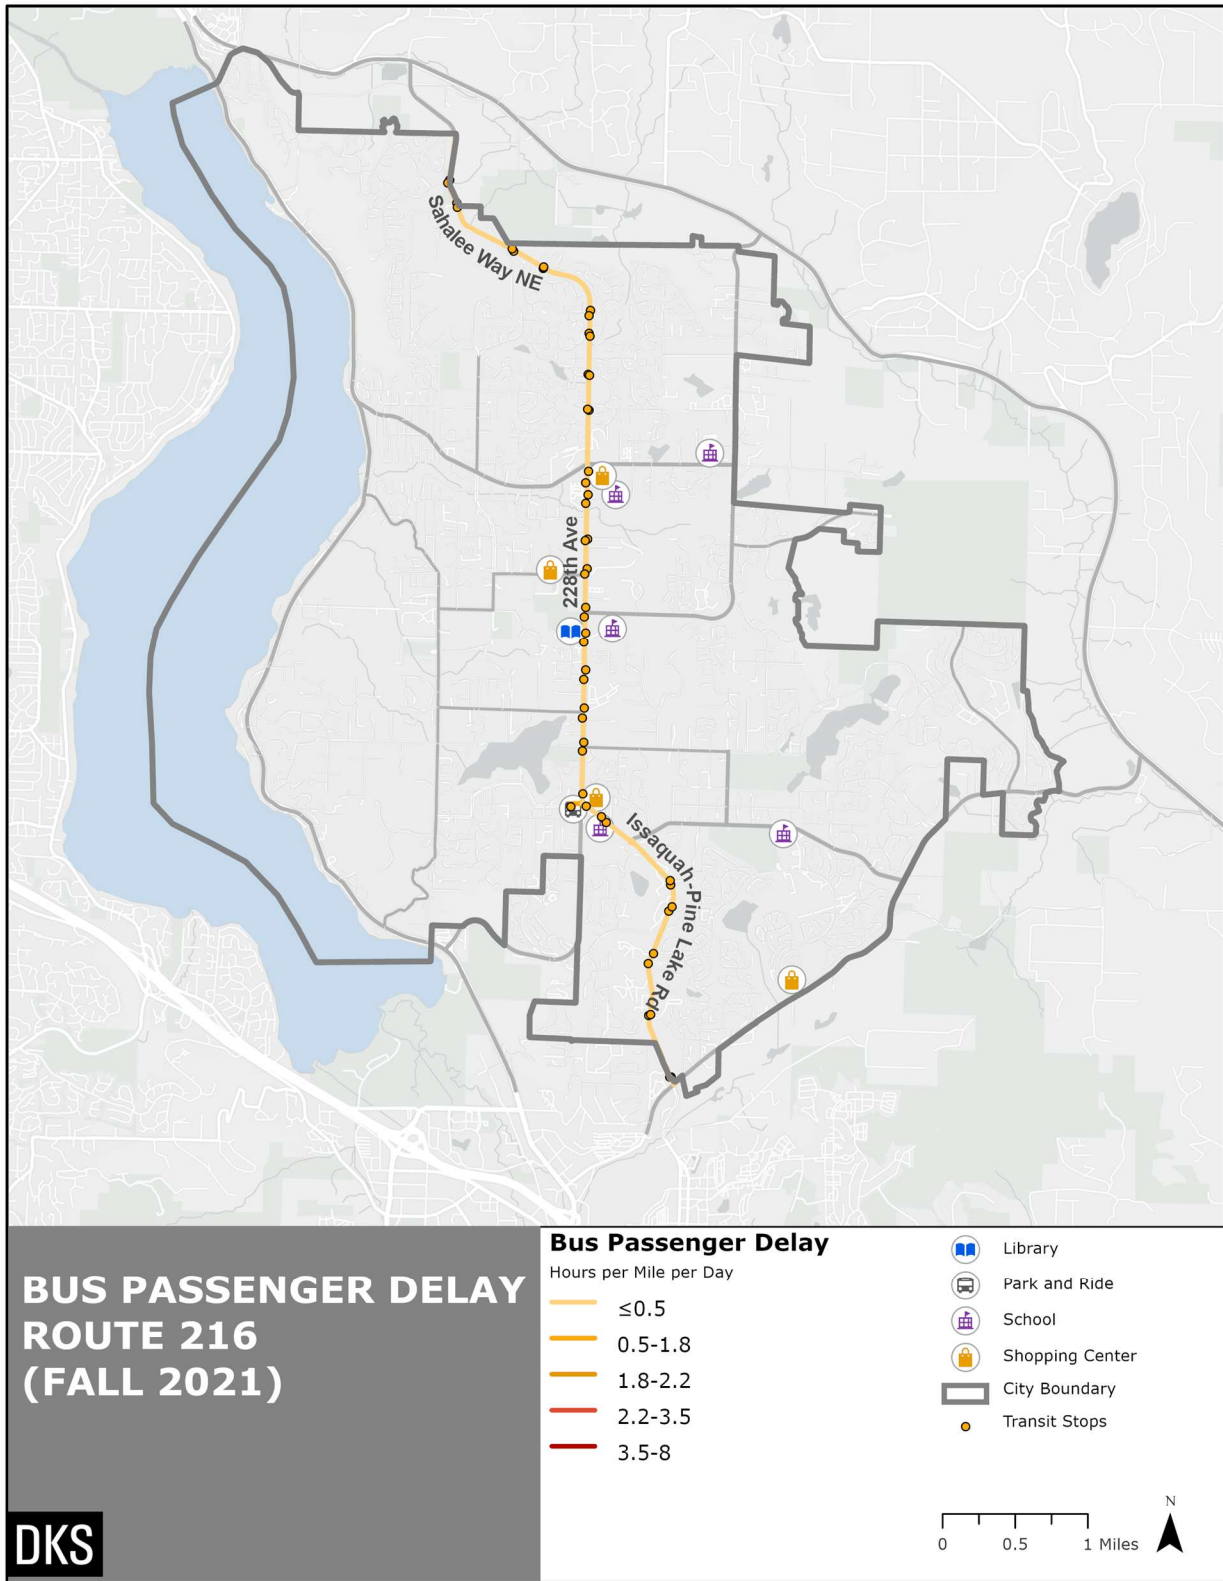 Sahalee Way NE
228th Ave
Issaquah-Pine Lake Rd
BUS PASSENGER DELAY
ROUTE 216
(FALL 2021)
DKS
Bus Passenger Delay
Hours per Mile per Day
≤0.5
0.5-1.8
1.8-2.2
2.2-3.5
3.5-8
Library
Park and Ride
School
Shopping Center
City Boundary
Transit Stops
N
0 0.5 1 Miles